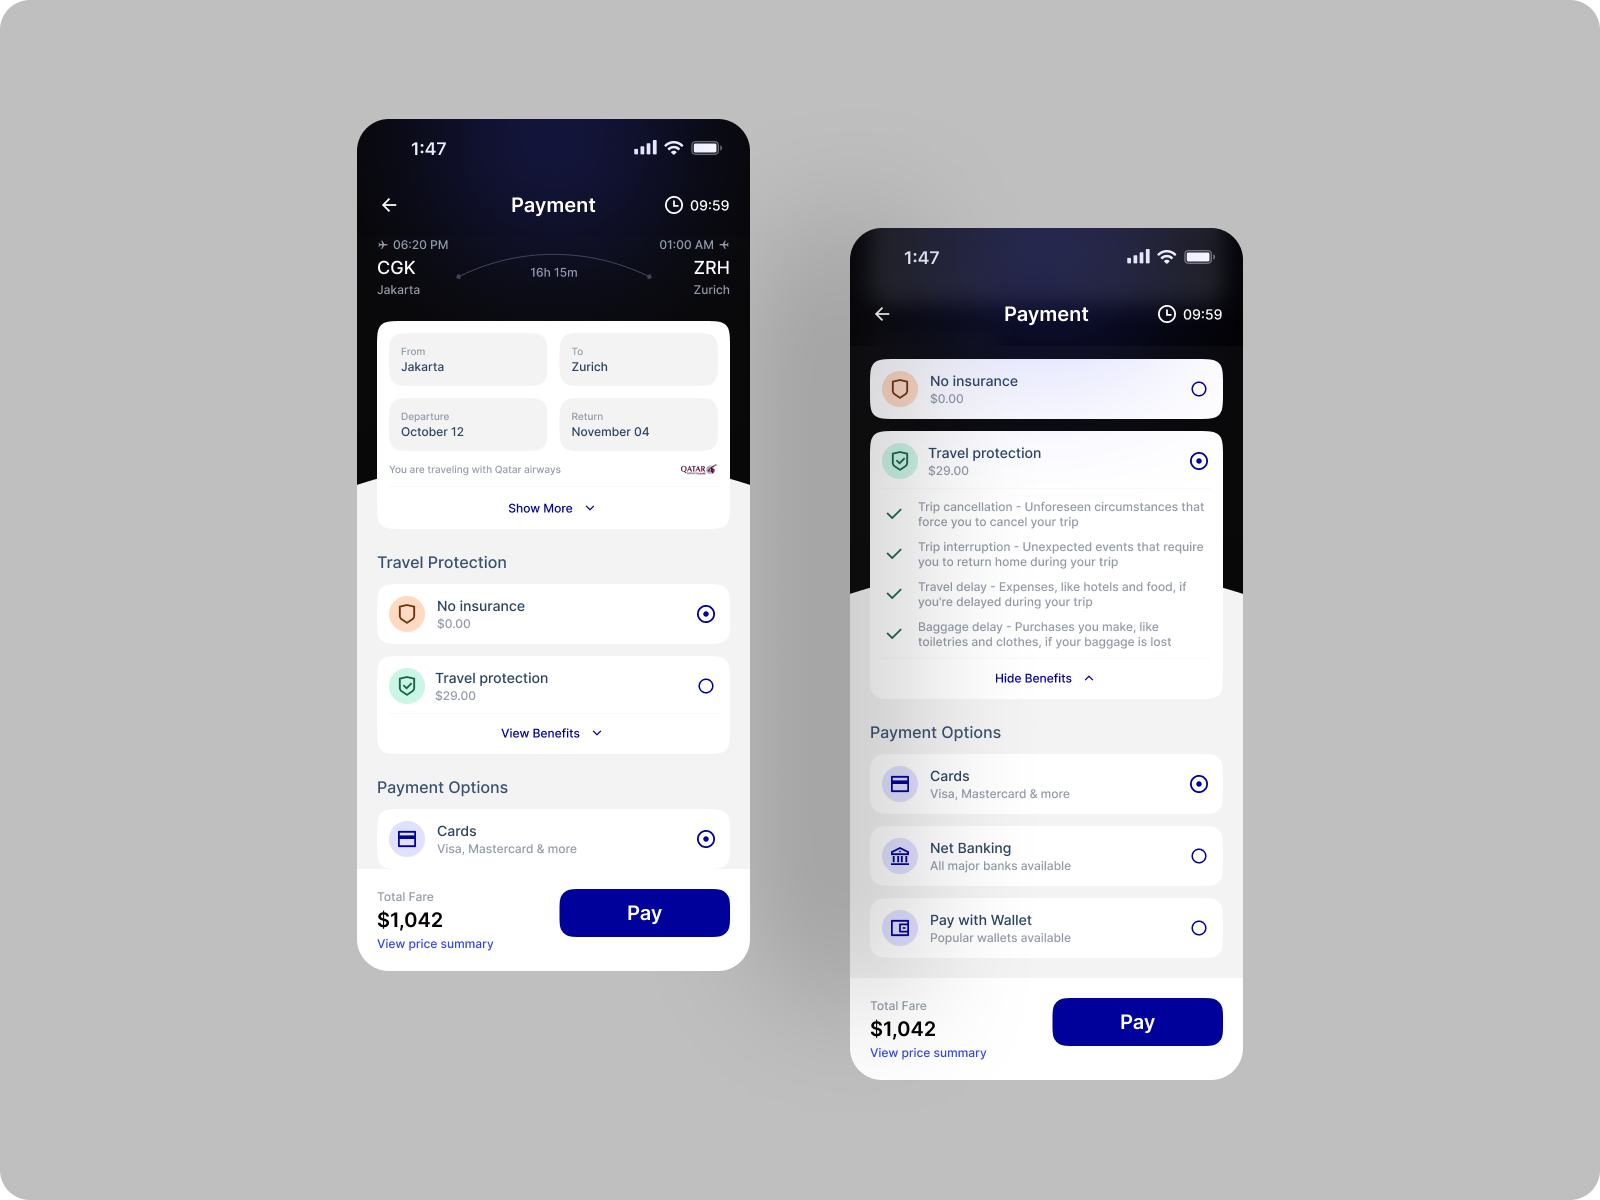 1:47
Payment
09:59
06:20 PM
01:00 AM
CGK
16h 15m
ZRH
Jakarta
Zurich
From
Jakarta
To
Zurich
Departure
October 12
Return
November 04
You are traveling with Qatar airways
QATAR
Show More
Travel Protection
No insurance
$0.00
Travel protection
$29.00
View Benefits
Payment Options
Cards
Visa, Mastercard & more
Total Fare
$1,042
View price summary
Pay
1:47
Payment
09:59
No insurance
$0.00
Travel protection
$29.00
Trip cancellation - Unforeseen circumstances that
force you to cancel your trip
Trip interruption - Unexpected events that require
you to return home during your trip
Travel delay - Expenses, like hotels and food, if
you're delayed during your trip
Baggage delay - Purchases you make, like
toiletries and clothes, if your baggage is lost
Hide Benefits
Payment Options
Cards
Visa, Mastercard & more
Net Banking
All major banks available
Pay with Wallet
Popular wallets available
Total Fare
$1,042
View price summary
Pay